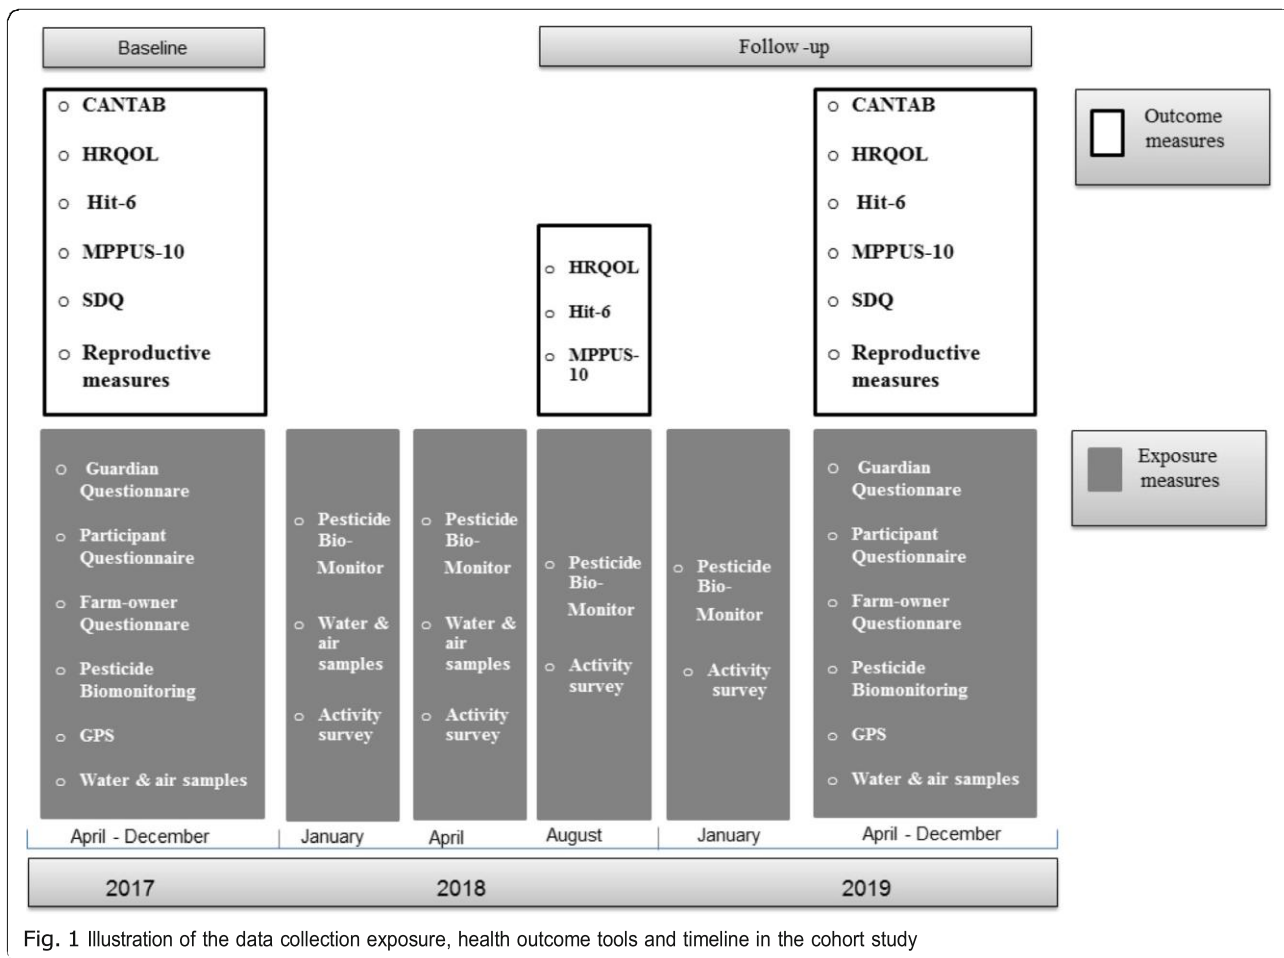 Baseline
Follow -up
CANTAB
HRQOL
Hit-6
MPPUS-10
SDQ
Reproductive
measures
HRQOL
Hit-6
MPPUS-
10
CANTAB
HRQOL
Hit-6
MPPUS-10
SDQ
Reproductive
measures
Outcome
measures
Guardian
Questionnare
Participant
Questionnaire
Farm-owner
Questionnare
Pesticide
Biomonitoring
GPS
Water & air samples
Pesticide
Bio-
Monitor
Water &
air
samples
Activity
survey
Pesticide
Bio-
Monitor
Water &
air
samples
Activity
survey
Pesticide
Bio-
Monitor
Activity
survey
Pesticide
Bio-
Monitor
Activity
survey
Guardian
Questionnare
Participant
Questionnaire
Farm-owner
Questionnare
Pesticide
Biomonitoring
GPS
Water & air samples
Exposure
measures
April - December
January
April
August
January
April - December
2017
2018
2019
Fig. 1 Illustration of the data collection exposure, health outcome tools and timeline in the cohort study